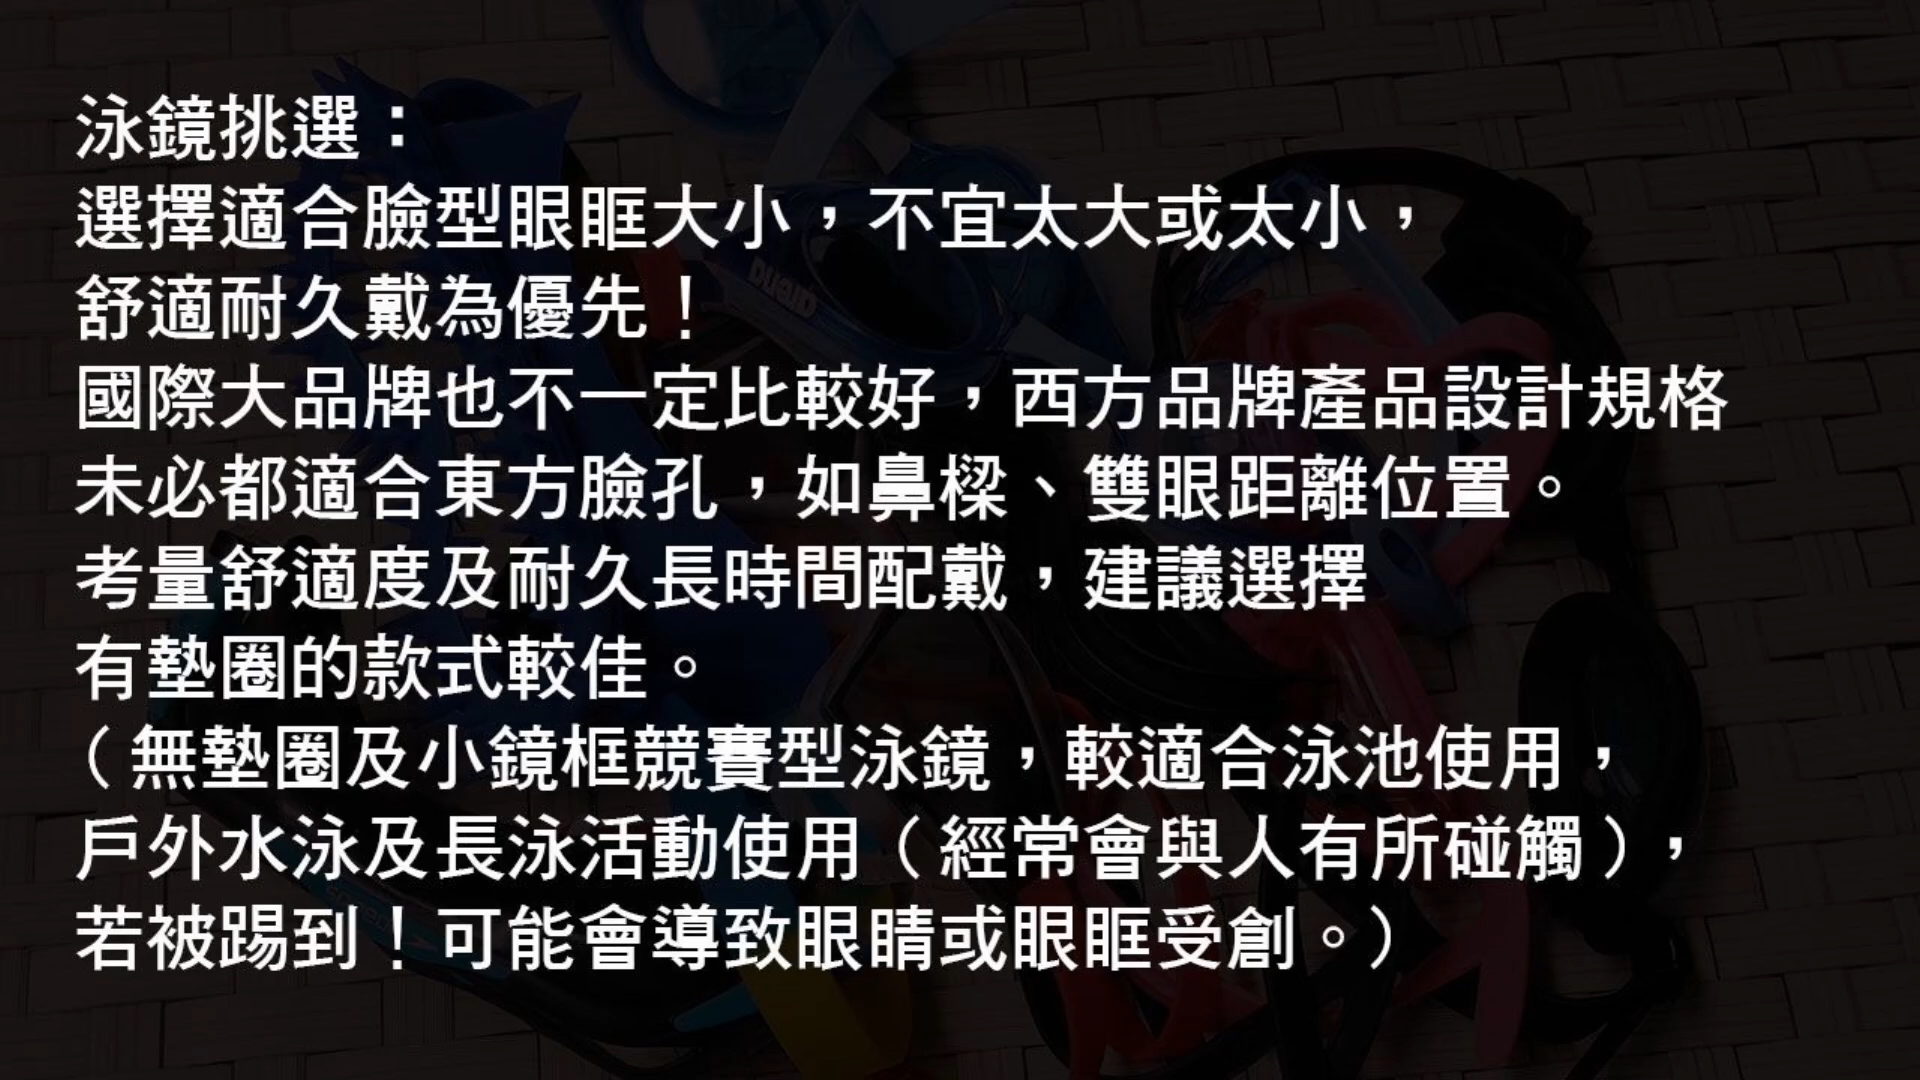 泳鏡挑選：
選擇適合臉型眼眶大小，不宜太大或太小，
舒適耐久戴為優先！
國際大品牌也不一定比較好，西方品牌產品設計規格
未必都適合東方臉孔，如鼻樑、雙眼距離位置。
考量舒適度及耐久長時間配戴，建議選擇
有墊圈的款式較佳。
（無墊圈及小鏡框競賽型泳鏡，較適合泳池使用，
戶外水泳及長泳活動使用（經常會與人有所碰觸），
若被踢到！可能會導致眼睛或眼眶受創。）
arena